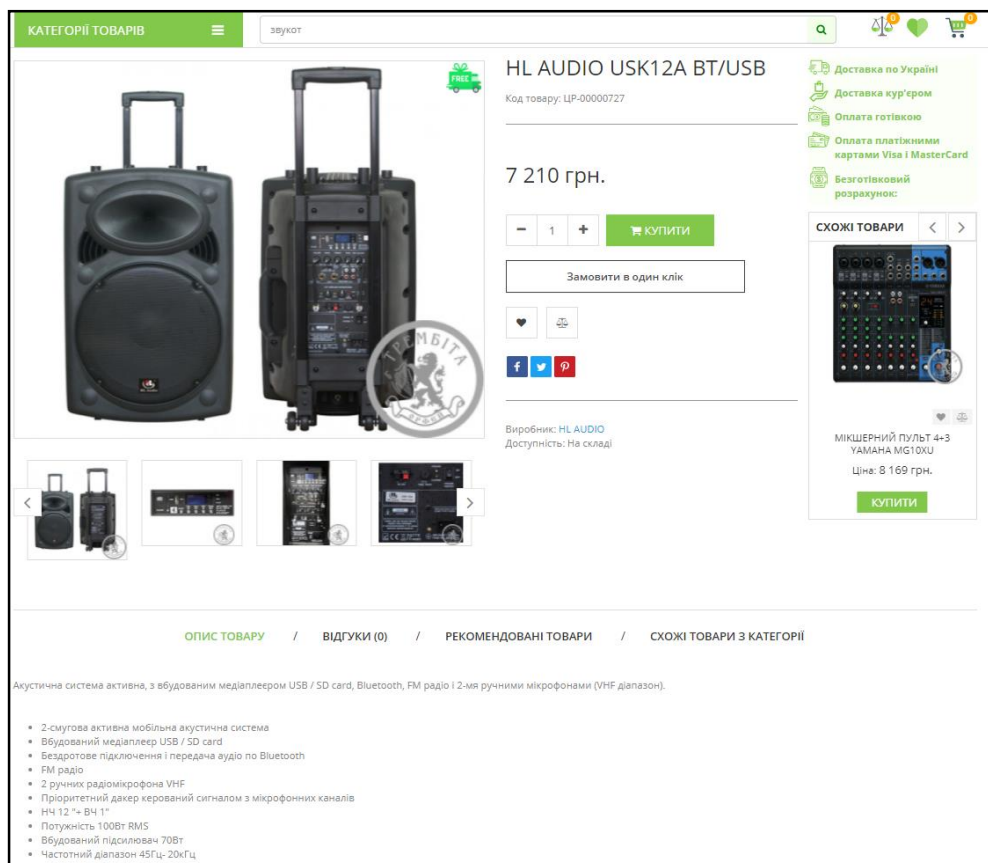 КАТЕГОРІЇ ТОВАРІВ
звукот
0
0
FREE
HL AUDIO USK12A BT/USB
Код товару: ЦР-00000727
7 210 грн.
− 1 +
КУПИТИ
Замовити в один клік
Виробник: HL AUDIO
Доступність: На складі
ТРЕМБІТА
Доставка по Україні
Доставка кур'єром
Оплата готівкою
Оплата платіжними
картами Visa і MasterCard
Безготівковий
розрахунок:
СХОЖІ ТОВАРИ
МІКШЕРНИЙ ПУЛЬТ 4+3
YAMAHA MG10XU
Ціна: 8 169 грн.
КУПИТИ
ОПИС ТОВАРУ / ВІДГУКИ (0) / РЕКОМЕНДОВАНІ ТОВАРИ / СХОЖІ ТОВАРИ З КАТЕГОРІЇ
Акустична система активна, з вбудованим медіаплеєром USB / SD card, Bluetooth, FM радіо і 2-мя ручними мікрофонами (VHF діапазон).
2-смугова активна мобільна акустична система
Вбудований медіаплеєр USB / SD card
Бездротове підключення і передача аудіо по Bluetooth
FM радіо
2 ручних радіомікрофона VHF
Пріоритетний дакер керований сигналом з мікрофонних каналів
НЧ 12 "+ ВЧ 1"
Потужність 100Вт RMS
Вбудований підсилювач 70Вт
Частотний діапазон 45Гц- 20кГц